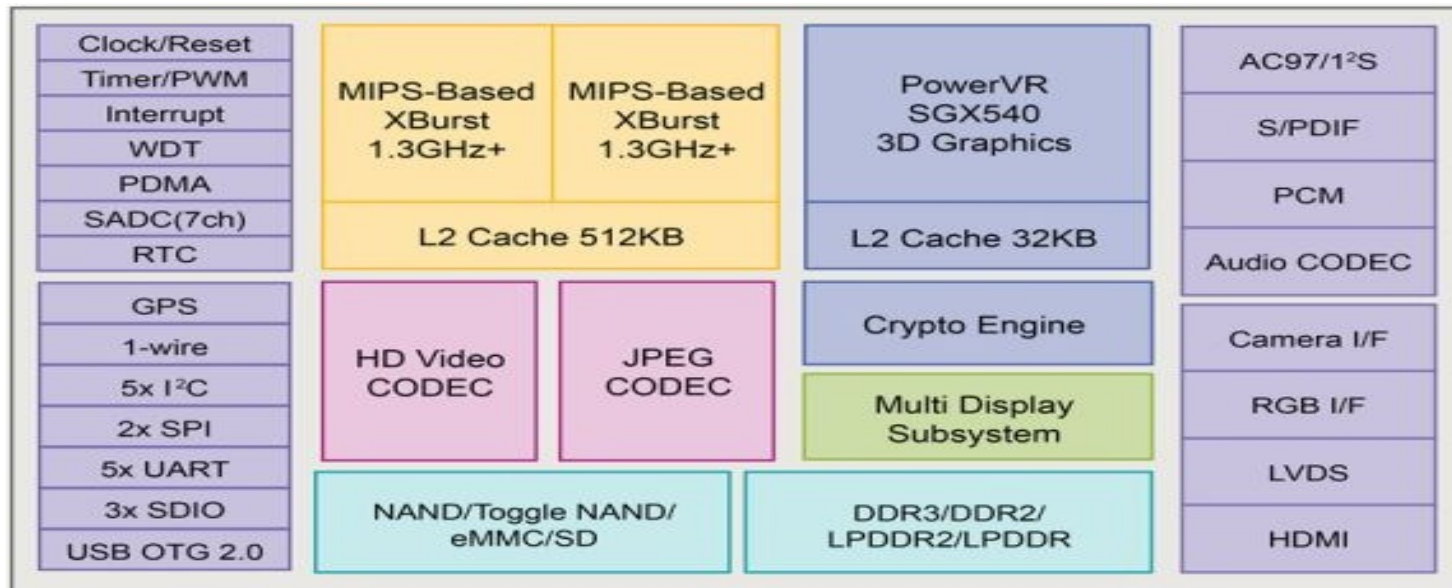 Clock/Reset
Timer/PWM
Interrupt
WDT
PDMA
SADC(7ch)
RTC
GPS
1-wire
5x I²C
2x SPI
5x UART
3x SDIO
USB OTG 2.0
MIPS-Based
XBurst
1.3GHz+
MIPS-Based
XBurst
1.3GHz+
L2 Cache 512KB
HD Video
CODEC
JPEG
CODEC
NAND/Toggle NAND/
eMMC/SD
PowerVR
SGX540
3D Graphics
L2 Cache 32KB
Crypto Engine
Multi Display
Subsystem
DDR3/DDR2/
LPDDR2/LPDDR
AC97/1²S
S/PDIF
PCM
Audio CODEC
Camera I/F
RGB I/F
LVDS
HDMI